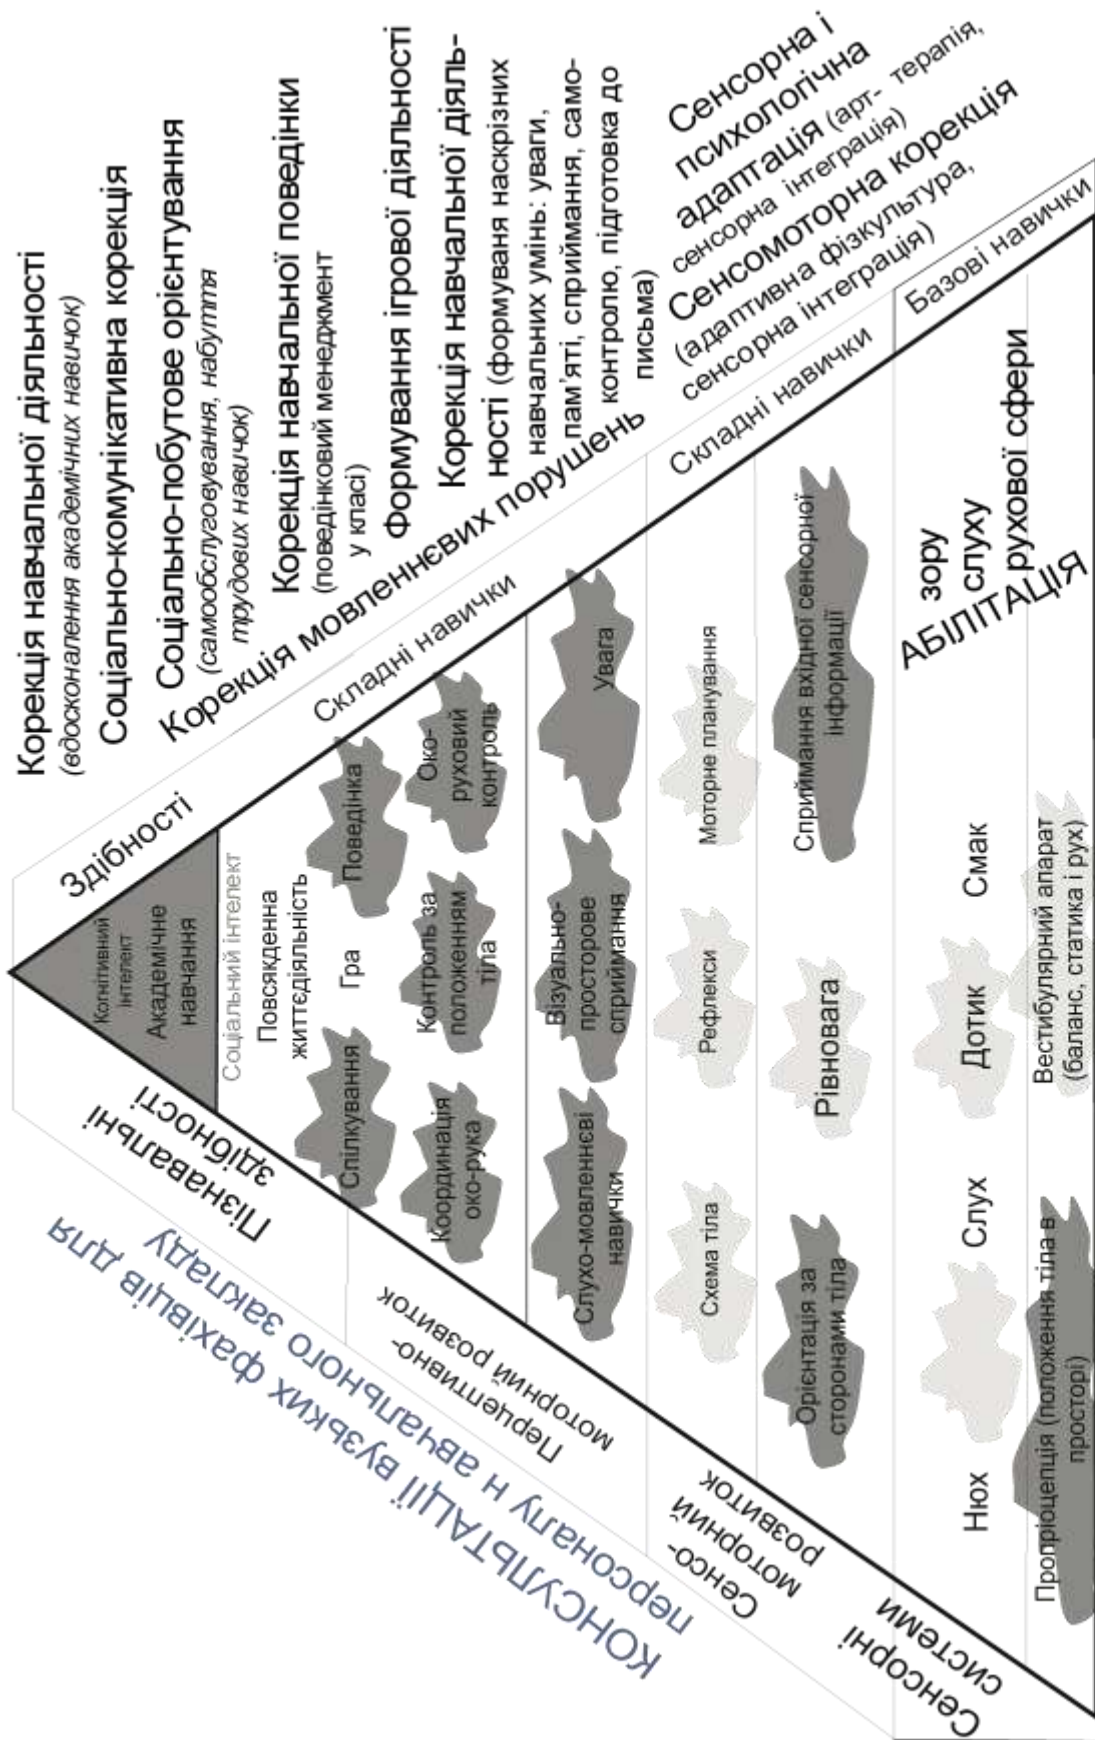 Корекція навчальної діяльності
(вдосконалення академічних навичок)
Соціально-комунікативна корекція
Соціально-побутове орієнтування
(самообслуговування, набуття
трудових навичок)
Корекція навчальної поведінки
(поведінковий менеджмент
у класі)
Формування ігрової діяльності
Корекція навчальної діяль-
ності (формуваня наскрізних
навчальних умінь: уваги,
пам’яті, сприймання, само-
контролю, підготовка до
письма)
Корекція мовленнєвих порушень
Сенсорна і
психологічна
адаптація (арт- терапія,
сенсорна інтеграція)
Сенсомоторна корекція
(адаптивна фізкультура,
сенсорна інтеграція)
КОНСУЛЬТАЦІЇ вузьких фахівців для
персоналу н авчального закладу
Здібності
Складні навички
Складні навички
Базові навички
Пізнавальні
здібності
Перцептивно-
моторний розвиток
Сенсо-
моторний
розвиток
Сенсорні
системи
Когнітивний
інтелект
Академічне
навчання
Соціальний інтелект
Повсякденна
життєдіяльність
Спілкування
Гра
Поведінка
Координація
око-рука
Контроль за
положенням
тіла
Око-
руховий
контроль
Слухо-мовленнєві
навички
Візуально-
просторове
сприймання
Увага
Схема тіла
Рефлекси
Моторне планування
Орієнтація за
сторонами тіла
Рівновага
Сприймання вхідної сенсорної
інформації
Нюх
Слух
Дотик
Смак
Пропріоцепція (положення тіла в
просторі)
Вестибулярний апарат
(баланс, статика і рух)
АБІЛІТАЦІЯ
зору
слуху
рухової сфери